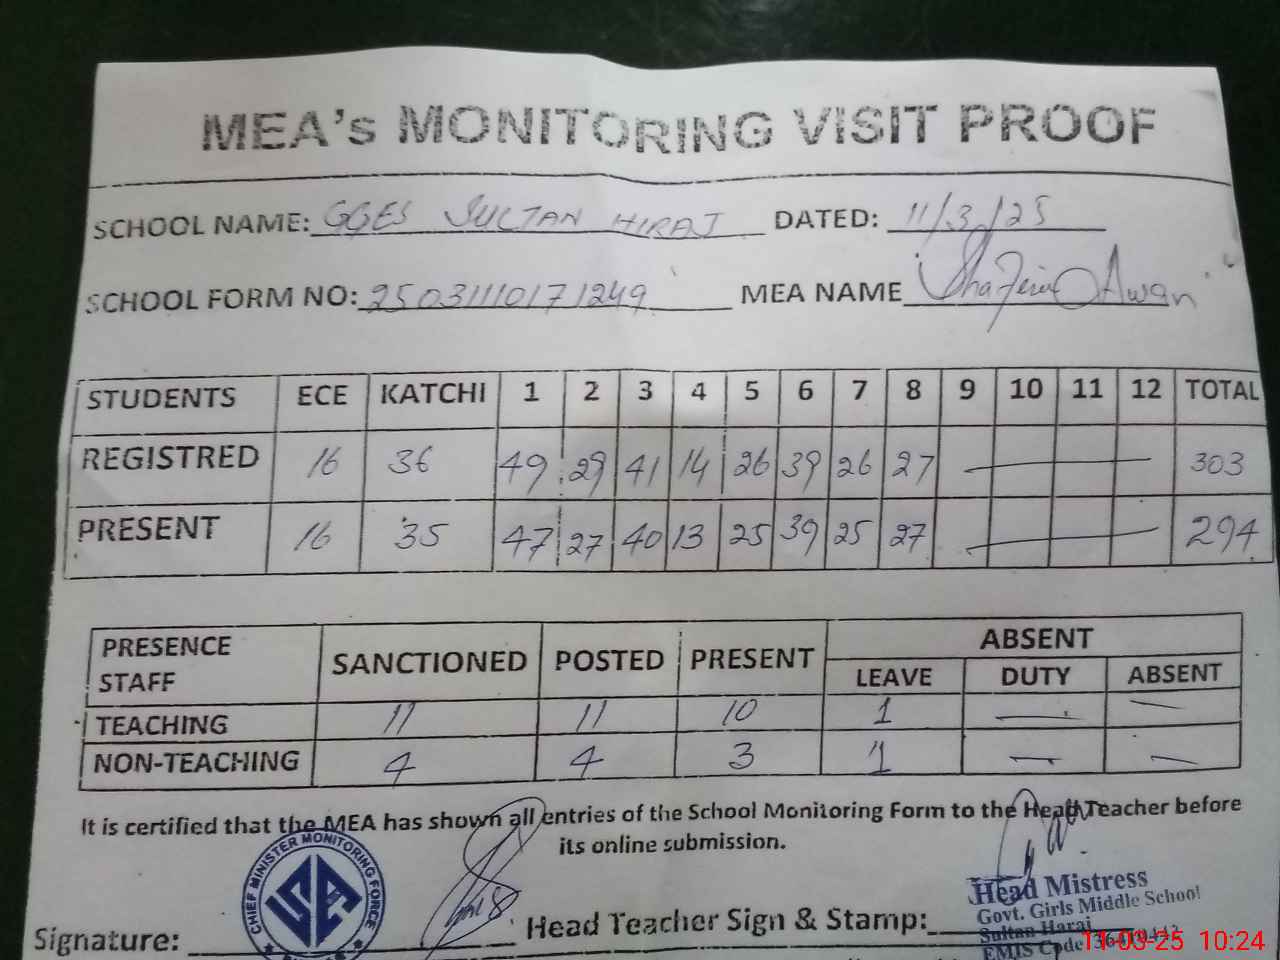 MEA's MONITORING VISIT PROOF
SCHOOL NAME: GGES SULTAN HIRAJ DATED: 11/3/25
SCHOOL FORM NO: 25031110171249 MEA NAME Awan
STUDENTS ECE KATCHI 1 2 3 4 5 6 7 8 9 10 11 12 TOTAL
REGISTRED 16 36 49 29 41 14 26 39 26 27 — 303
PRESENT 16 35 47 27 40 13 25 39 25 27 — 294
PRESENCE STAFF SANCTIONED POSTED PRESENT ABSENT
LEAVE DUTY ABSENT
TEACHING 11 11 10 1 — —
NON-TEACHING 4 4 3 1 — —
It is certified that the MEA has shown all entries of the School Monitoring Form to the Head Teacher before
its online submission.
CHIEF MINISTER MONITORING FORCE
Signature: Head Teacher Sign & Stamp:
Head Mistress
Govt. Girls Middle School
Sultan Haraj
EMIS Code
11-03-25 10:24